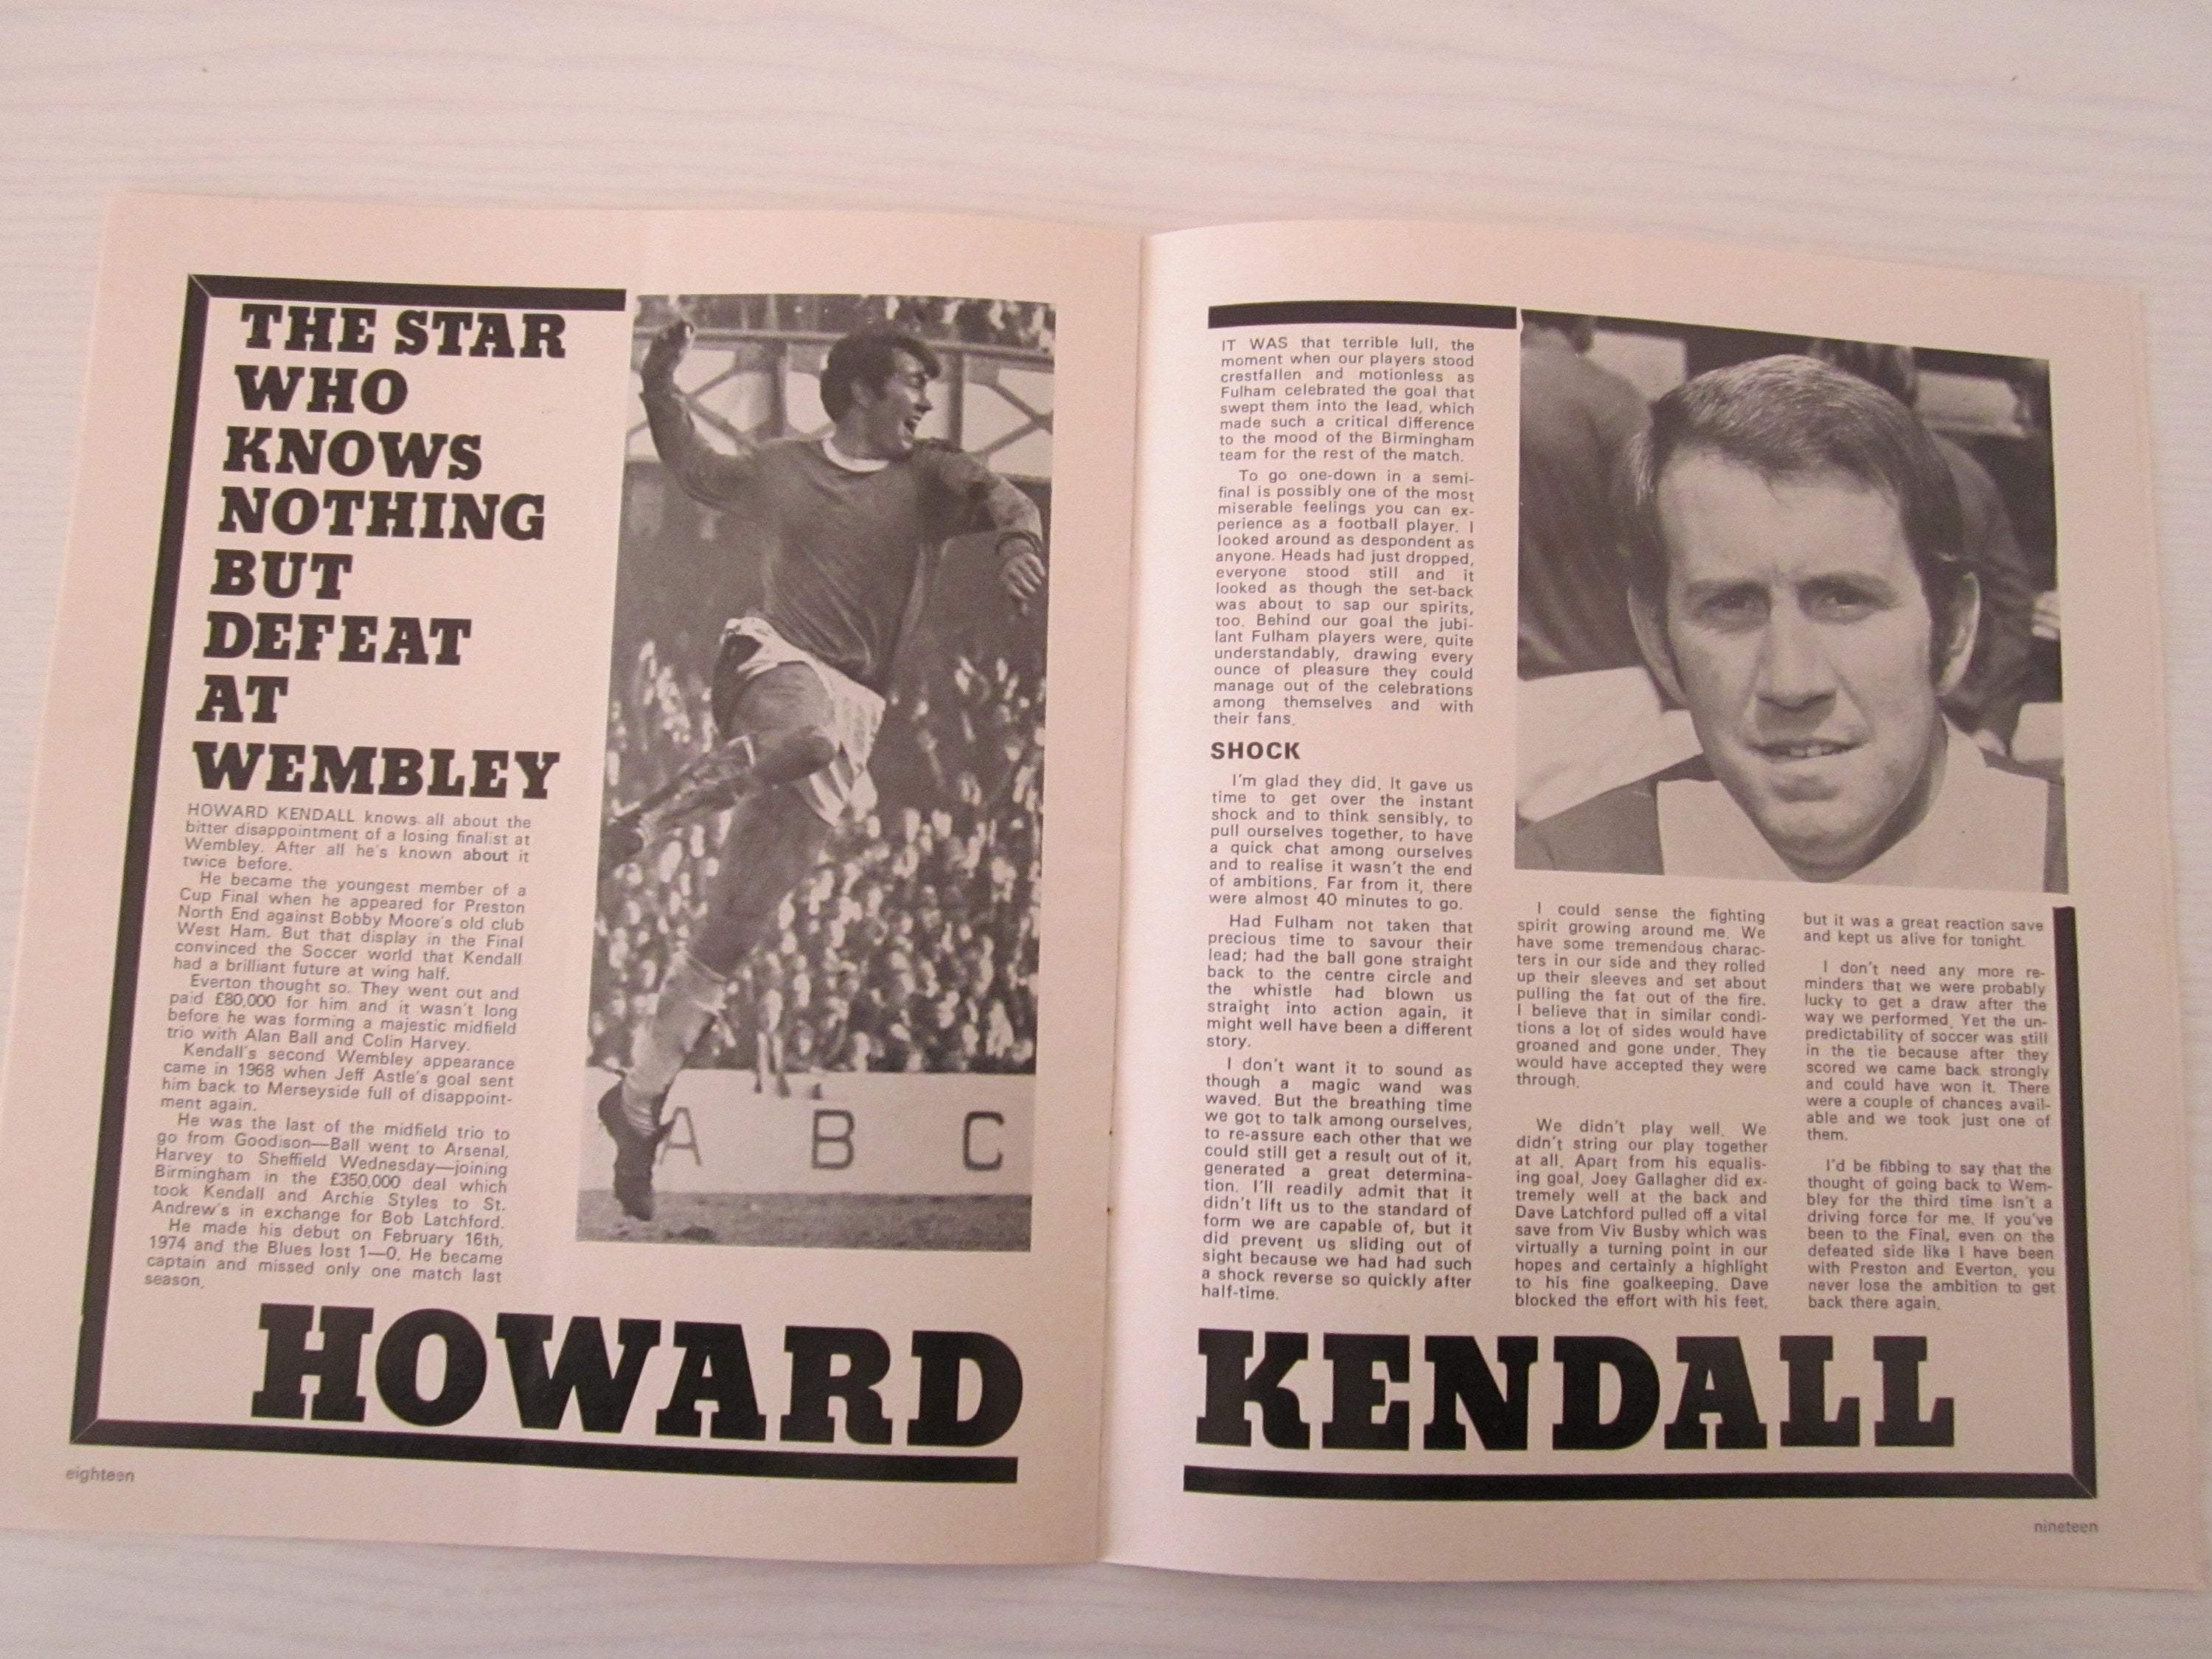 THE STAR
WHO
KNOWS
NOTHING
BUT
DEFEAT
AT
WEMBLEY
HOWARD KENDALL knows all about the
bitter disappointment of a losing finalist at
Wembley. After all he's known about it
twice before.
He became the youngest member of a
Cup Final when he appeared for Preston
North End against Bobby Moore's old club
West Ham. But that display in the Final
convinced the Soccer world that Kendall
had a brilliant future at wing half.
Everton thought so. They went out and
paid £80,000 for him and it wasn't long
before he was forming a majestic midfield
trio with Alan Ball and Colin Harvey.
Kendall's second Wembley appearance
came in 1968 when Jeff Astle's goal sent
him back to Merseyside full of disappoint-
ment again.
He was the last of the midfield trio to
go from Goodison—Ball went to Arsenal,
Harvey to Sheffield Wednesday—joining
Birmingham in the £350,000 deal which
took Kendall and Archie Styles to St.
Andrew's in exchange for Bob Latchford.
He made his debut on February 16th,
1974 and the Blues lost 1—0. He became
captain and missed only one match last
season.
A B C
HOWARD
eighteen
IT WAS that terrible lull, the
moment when our players stood
crestfallen and motionless as
Fulham celebrated the goal that
swept them into the lead, which
made such a critical difference
to the mood of the Birmingham
team for the rest of the match.
To go one-down in a semi-
final is possibly one of the most
miserable feelings you can ex-
perience as a football player. I
looked around as despondent as
anyone. Heads had just dropped,
everyone stood still and it
looked as though the set-back
was about to sap our spirits,
too. Behind our goal the jubi-
lant Fulham players were, quite
understandably, drawing every
ounce of pleasure they could
manage out of the celebrations
among themselves and with
their fans.
SHOCK
I'm glad they did. It gave us
time to get over the instant
shock and to think sensibly, to
pull ourselves together, to have
a quick chat among ourselves
and to realise it wasn't the end
of ambitions. Far from it, there
were almost 40 minutes to go.
Had Fulham not taken that
precious time to savour their
lead; had the ball gone straight
back to the centre circle and
the whistle had blown us
straight into action again, it
might well have been a different
story.
I don't want it to sound as
though a magic wand was
waved. But the breathing time
we got to talk among ourselves,
to re-assure each other that we
could still get a result out of it,
generated a great determina-
tion. I'll readily admit that it
didn't lift us to the standard of
form we are capable of, but it
did prevent us sliding out of
sight because we had had such
a shock reverse so quickly after
half-time.
I could sense the fighting
spirit growing around me. We
have some tremendous charac-
ters in our side and they rolled
up their sleeves and set about
pulling the fat out of the fire.
I believe that in similar condi-
tions a lot of sides would have
groaned and gone under. They
would have accepted they were
through.
We didn't play well. We
didn't string our play together
at all. Apart from his equalis-
ing goal, Joey Gallagher did ex-
tremely well at the back and
Dave Latchford pulled off a vital
save from Viv Busby which was
virtually a turning point in our
hopes and certainly a highlight
to his fine goalkeeping. Dave
blocked the effort with his feet,
but it was a great reaction save
and kept us alive for tonight.
I don't need any more re-
minders that we were probably
lucky to get a draw after the
way we performed. Yet the un-
predictability of soccer was still
in the tie because after they
scored we came back strongly
and could have won it. There
were a couple of chances avail-
able and we took just one of
them.
I'd be fibbing to say that the
thought of going back to Wem-
bley for the third time isn't a
driving force for me. If you've
been to the Final, even on the
defeated side like I have been
with Preston and Everton, you
never lose the ambition to get
back there again.
KENDALL
nineteen